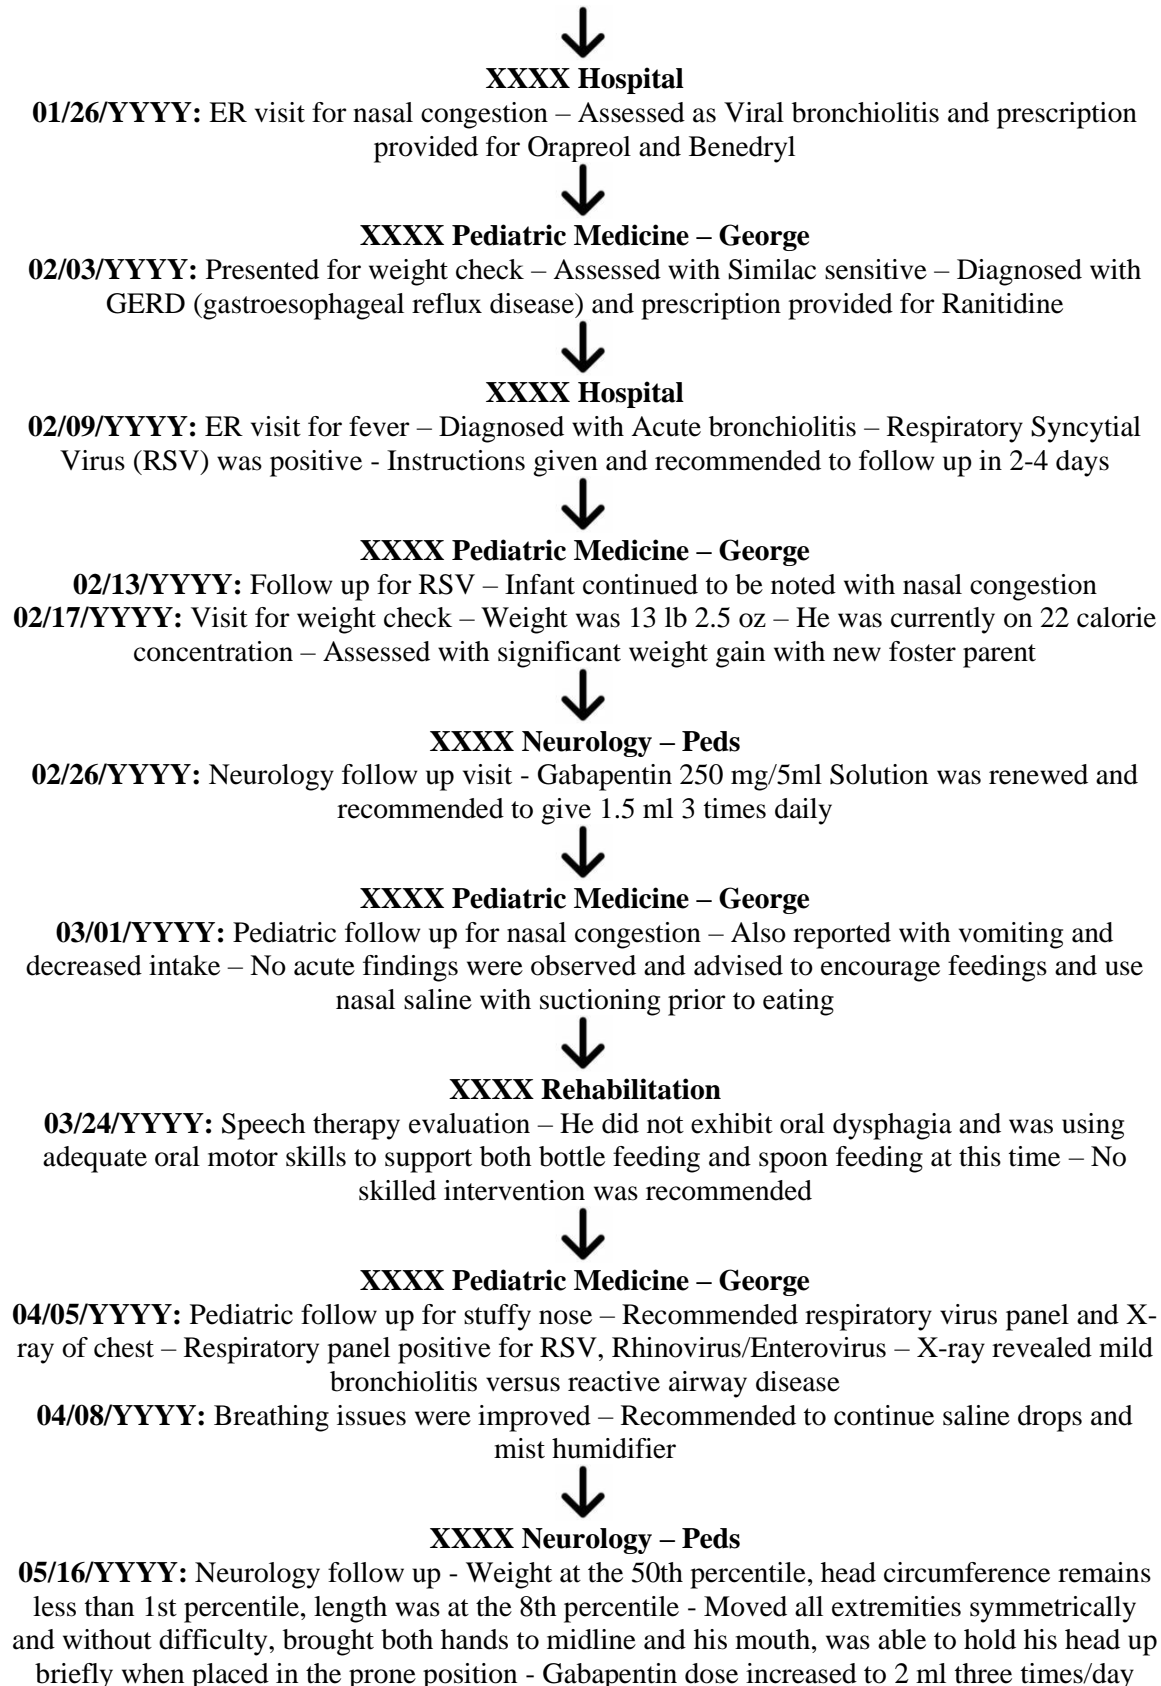 XXXX Hospital
01/26/YYYY: ER visit for nasal congestion – Assessed as Viral bronchiolitis and prescription
provided for Orapreol and Benedryl
XXXX Pediatric Medicine – George
02/03/YYYY: Presented for weight check – Assessed with Similac sensitive – Diagnosed with
GERD (gastroesophageal reflux disease) and prescription provided for Ranitidine
XXXX Hospital
02/09/YYYY: ER visit for fever – Diagnosed with Acute bronchiolitis – Respiratory Syncytial
Virus (RSV) was positive - Instructions given and recommended to follow up in 2-4 days
XXXX Pediatric Medicine – George
02/13/YYYY: Follow up for RSV – Infant continued to be noted with nasal congestion
02/17/YYYY: Visit for weight check – Weight was 13 lb 2.5 oz – He was currently on 22 calorie
concentration – Assessed with significant weight gain with new foster parent
XXXX Neurology – Peds
02/26/YYYY: Neurology follow up visit - Gabapentin 250 mg/5ml Solution was renewed and
recommended to give 1.5 ml 3 times daily
XXXX Pediatric Medicine – George
03/01/YYYY: Pediatric follow up for nasal congestion – Also reported with vomiting and
decreased intake – No acute findings were observed and advised to encourage feedings and use
nasal saline with suctioning prior to eating
XXXX Rehabilitation
03/24/YYYY: Speech therapy evaluation – He did not exhibit oral dysphagia and was using
adequate oral motor skills to support both bottle feeding and spoon feeding at this time – No
skilled intervention was recommended
XXXX Pediatric Medicine – George
04/05/YYYY: Pediatric follow up for stuffy nose – Recommended respiratory virus panel and X-
ray of chest – Respiratory panel positive for RSV, Rhinovirus/Enterovirus – X-ray revealed mild
bronchiolitis versus reactive airway disease
04/08/YYYY: Breathing issues were improved – Recommended to continue saline drops and
mist humidifier
XXXX Neurology – Peds
05/16/YYYY: Neurology follow up - Weight at the 50th percentile, head circumference remains
less than 1st percentile, length was at the 8th percentile - Moved all extremities symmetrically
and without difficulty, brought both hands to midline and his mouth, was able to hold his head up
briefly when placed in the prone position - Gabapentin dose increased to 2 ml three times/day